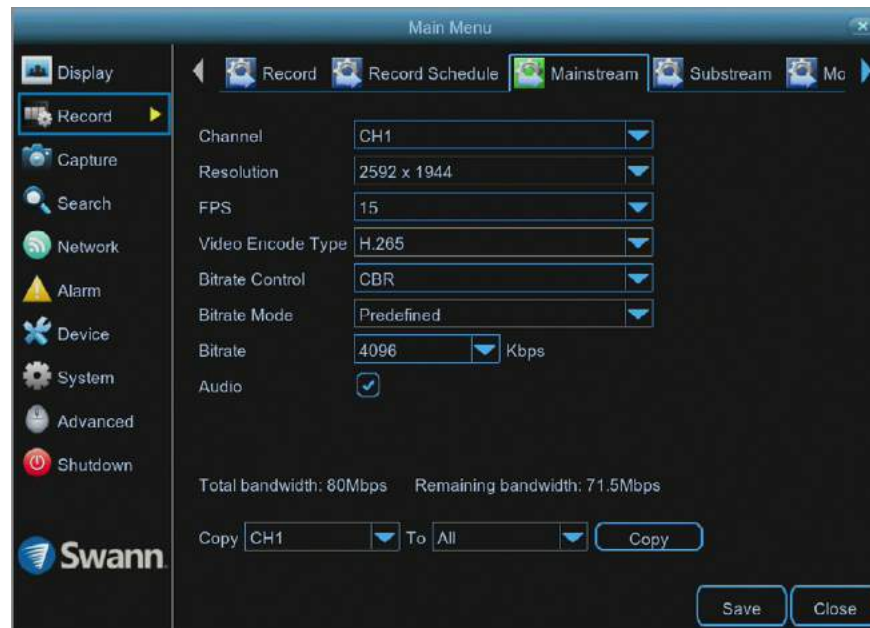 Main Menu
Display
Record
Capture
Search
Network
Alarm
Device
System
Advanced
Shutdown
Swann
Record Record Schedule Mainstream Substream Mo
Channel CH1
Resolution 2592 x 1944
FPS 15
Video Encode Type H.265
Bitrate Control CBR
Bitrate Mode Predefined
Bitrate 4096 Kbps
Audio
Total bandwidth: 80Mbps Remaining bandwidth: 71.5Mbps
Copy CH1 To All Copy
Save Close